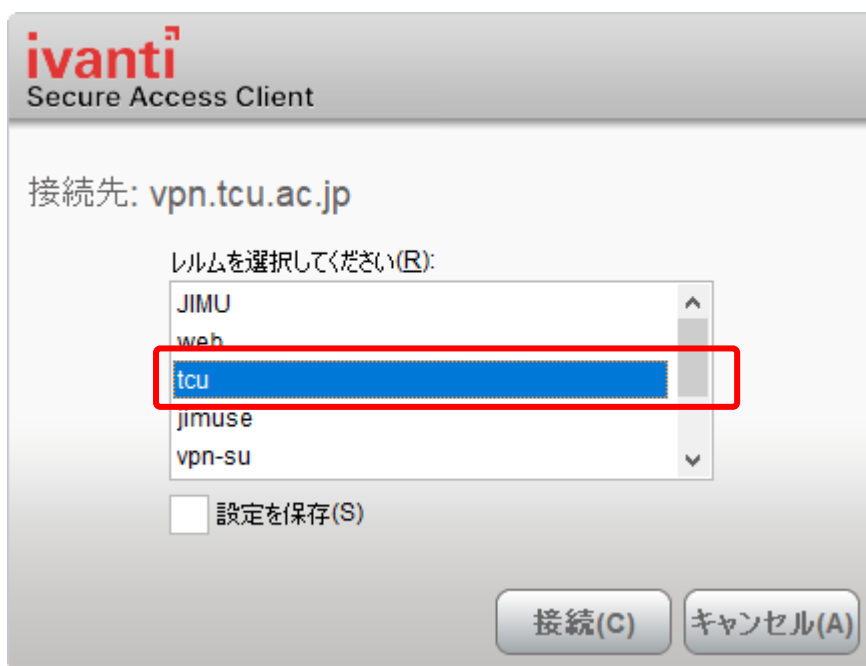 ivanti
Secure Access Client
接続先: vpn.tcu.ac.jp
レルムを選択してください(R):
JIMU
web
tcu
jimuse
vpn-su
設定を保存(S)
接続(C)
キャンセル(A)